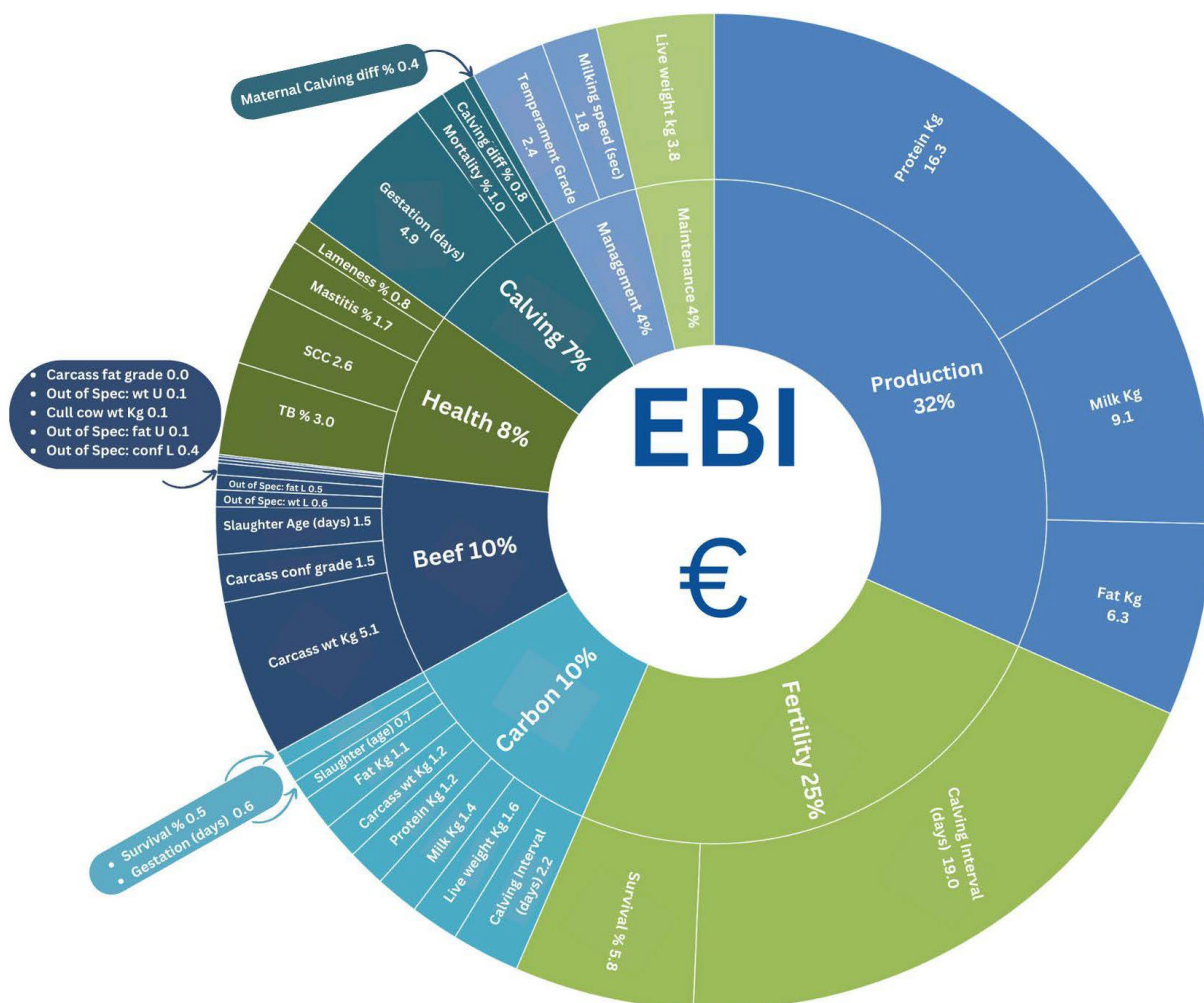 EBI
€
Production
32%
Protein Kg
16.3
Milk Kg
9.1
Fat Kg
6.3
Fertility 25%
Calving Interval
(days) 19.0
Survival % 5.8
Carbon 10%
Calving Interval
(days) 2.2
Live weight Kg 1.6
Milk Kg 1.4
Protein Kg 1.2
Carcass wt Kg 1.2
Fat Kg 1.1
Slaughter (age) 0.7
• Survival % 0.5
• Gestation (days) 0.6
Beef 10%
Carcass wt Kg 5.1
Carcass conf grade 1.5
Slaughter Age (days) 1.5
Out of Spec: wt L 0.6
Out of Spec: fat L 0.5
• Carcass fat grade 0.0
• Out of Spec: wt U 0.1
• Cull cow wt Kg 0.1
• Out of Spec: fat U 0.1
• Out of Spec: conf L 0.4
Health 8%
TB % 3.0
SCC 2.6
Mastitis % 1.7
Lameness % 0.8
Calving 7%
Gestation (days)
4.9
Mortality % 1.0
Calving diff % 0.8
Maternal Calving diff % 0.4
Management 4%
Temperament Grade
2.4
Milking speed (sec)
1.8
Maintenance 4%
Live weight kg 3.8